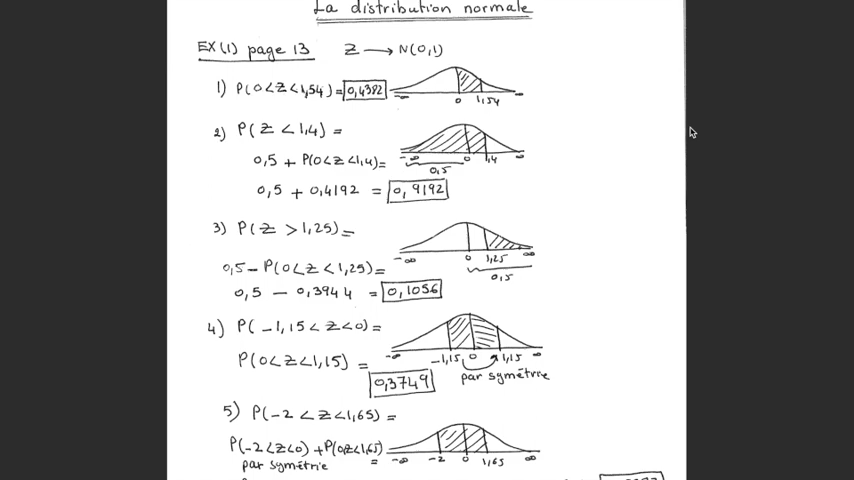 La distribution normale
EX(1) page 13 Z → N(0,1)
1) P(0<Z<1,54)=0,4382
-∞ 0 1,54 ∞
2) P(Z<1,4)=
0,5 + P(0<Z<1,4)=
-∞ 0 1,4 ∞
0,5
0,5 + 0,4192 = 0,9192
3) P(Z>1,25)=
-∞ 0 1,25 ∞
0,5 - P(0<Z<1,25)=
0,5
0,5 - 0,3944 = 0,1056
4) P(-1,15<Z<0)=
-∞ -1,15 0 1,15 ∞
P(0<Z<1,15) =
par symétrie
0,3749
5) P(-2<Z<1,65)=
P(-2<Z<0)+P(0<Z<1,65)
=
-∞ -2 0 1,65 ∞
par symétrie